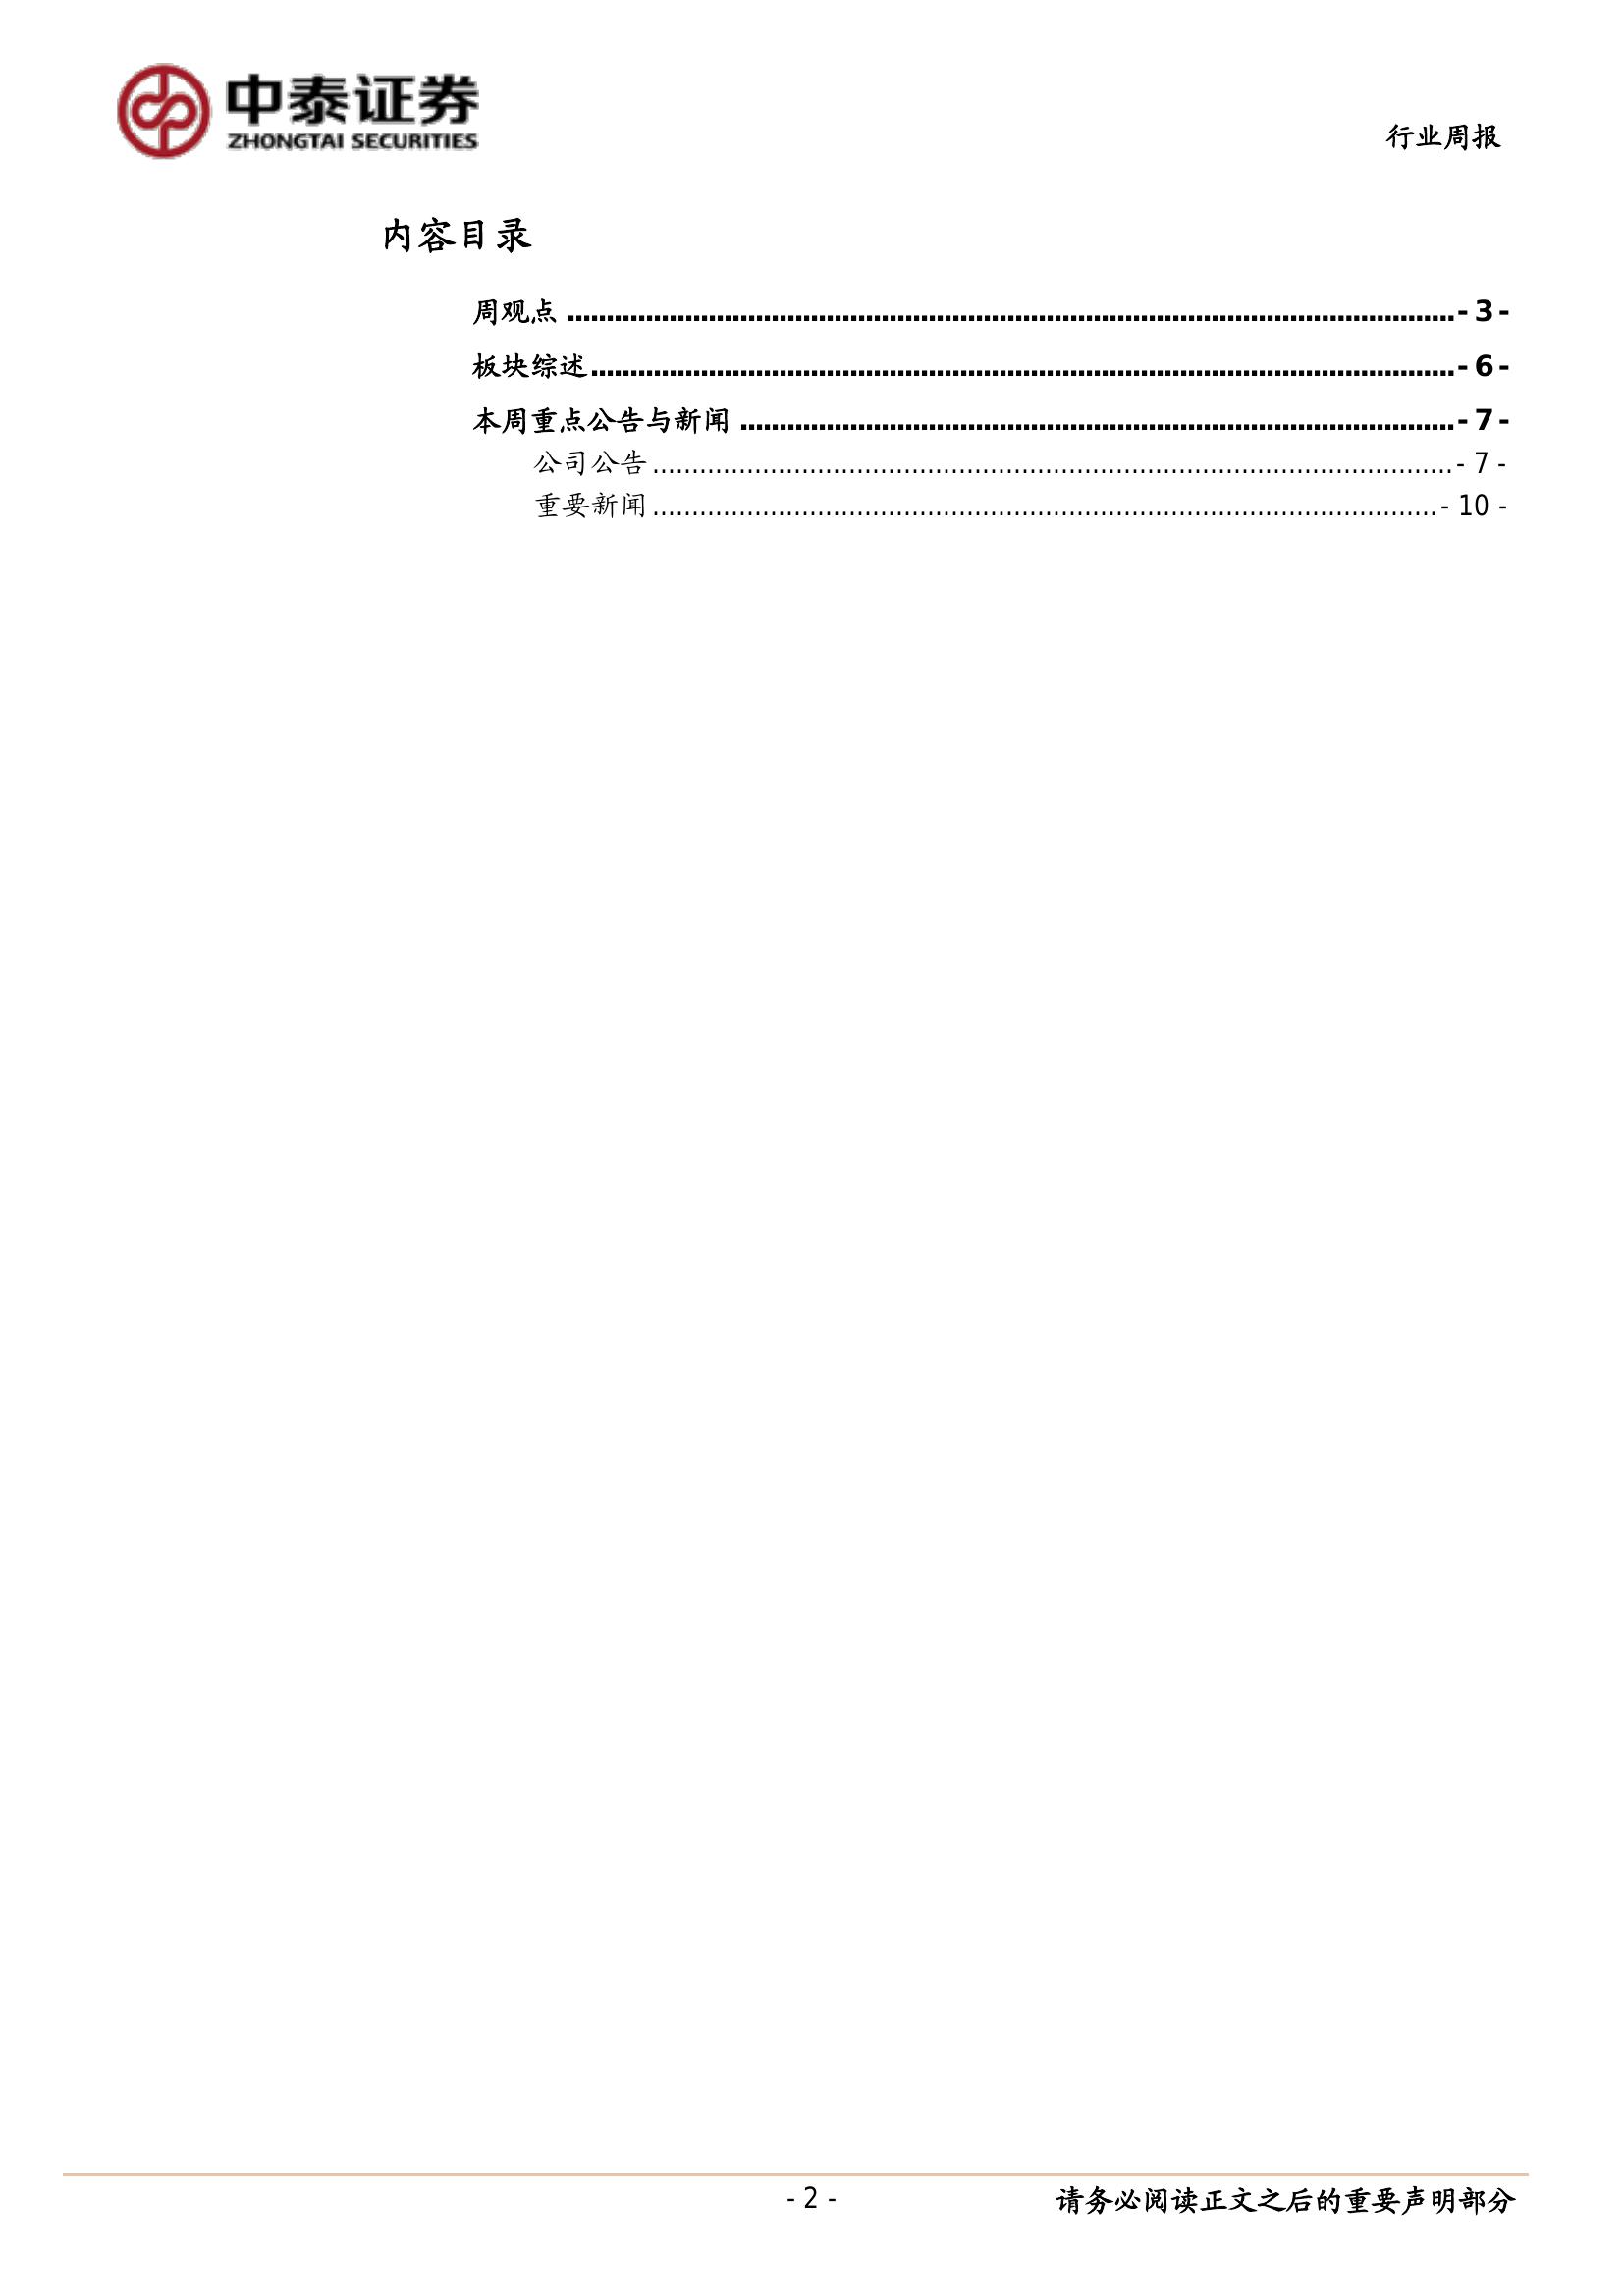 中泰证券
ZHONGTAI SECURITIES
行业周报
内容目录
周观点 ........................................................................................................................ - 3 -
板块综述 ........................................................................................................................ - 6 -
本周重点公告与新闻 ........................................................................................................ - 7 -
公司公告 ........................................................................................................................ - 7 -
重要新闻 ........................................................................................................................ - 10 -
- 2 -
请务必阅读正文之后的重要声明部分